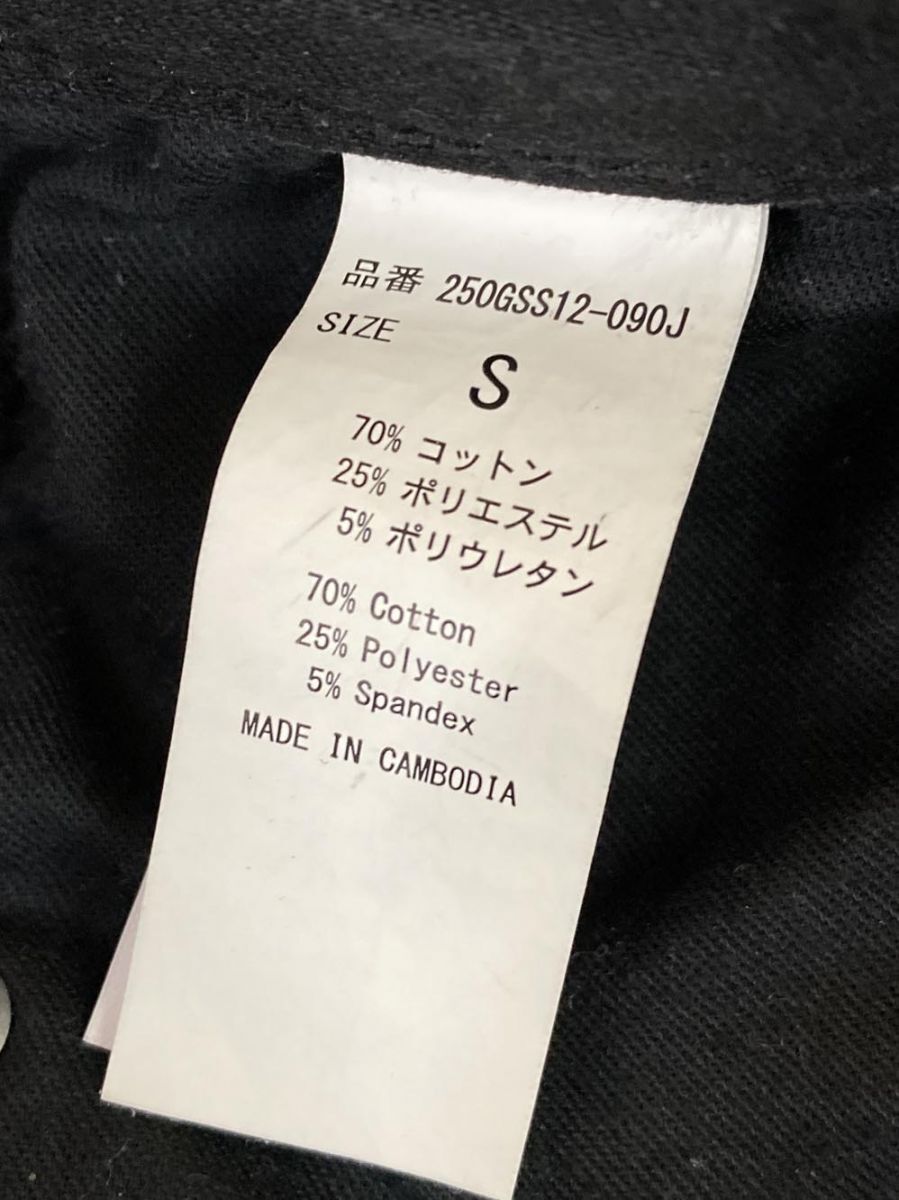 品番 250GSS12-090J
SIZE
S
70% コットン
25% ポリエステル
5% ポリウレタン
70% Cotton
25% Polyester
5% Spandex
MADE IN CAMBODIA